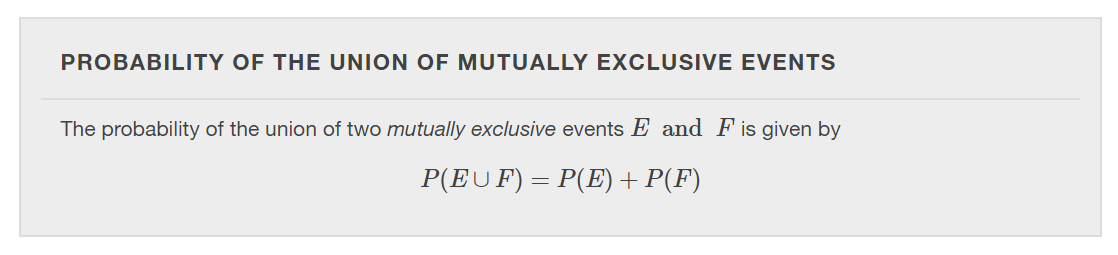 PROBABILITY OF THE UNION OF MUTUALLY EXCLUSIVE EVENTS
The probability of the union of two mutually exclusive events E and F is given by
P(E ∪ F) = P(E) + P(F)